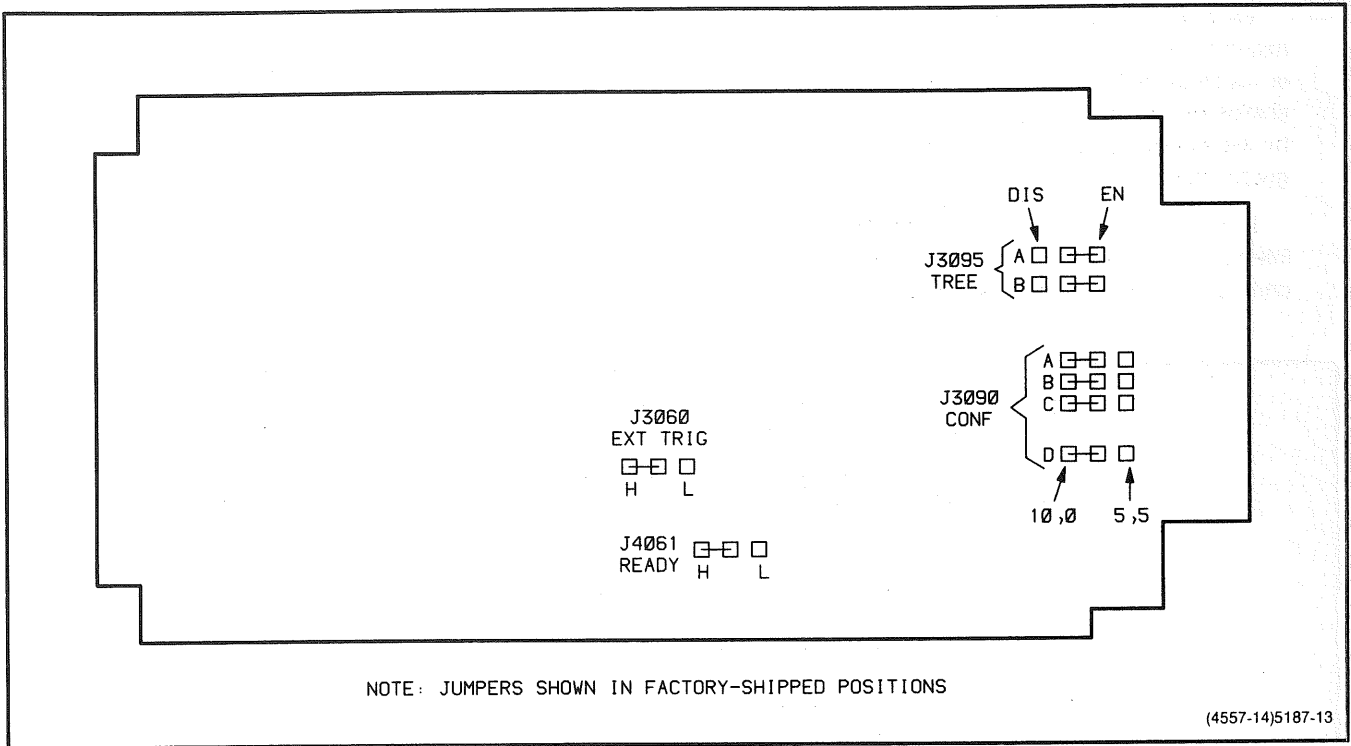 DIS EN
J3095
TREE
A
B
J3090
CONF
A
B
C
D
10,0 5,5
J3060
EXT TRIG
H L
J4061
READY
H L
NOTE: JUMPERS SHOWN IN FACTORY-SHIPPED POSITIONS
(4557-14)5187-13